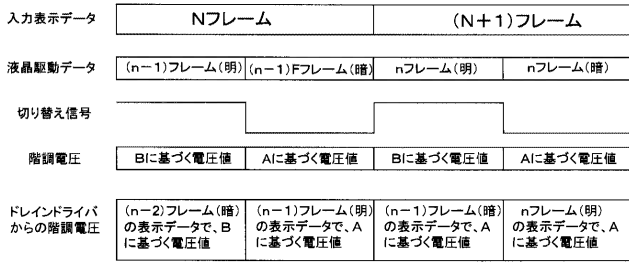 入力表示データ Nフレーム (N+1)フレーム
液晶駆動データ (n-1)フレーム(明) (n-1)Fフレーム(暗) nフレーム(明) nフレーム(暗)
切り替え信号
階調電圧 Bに基づく電圧値 Aに基づく電圧値 Bに基づく電圧値 Aに基づく電圧値
ドレインドライバ
からの階調電圧
(n-2)フレーム(暗)
の表示データで、B
に基づく電圧値
(n-1)フレーム(明)
の表示データで、A
に基づく電圧値
(n-1)フレーム(暗)
の表示データで、A
に基づく電圧値
nフレーム(明)
の表示データで、A
に基づく電圧値